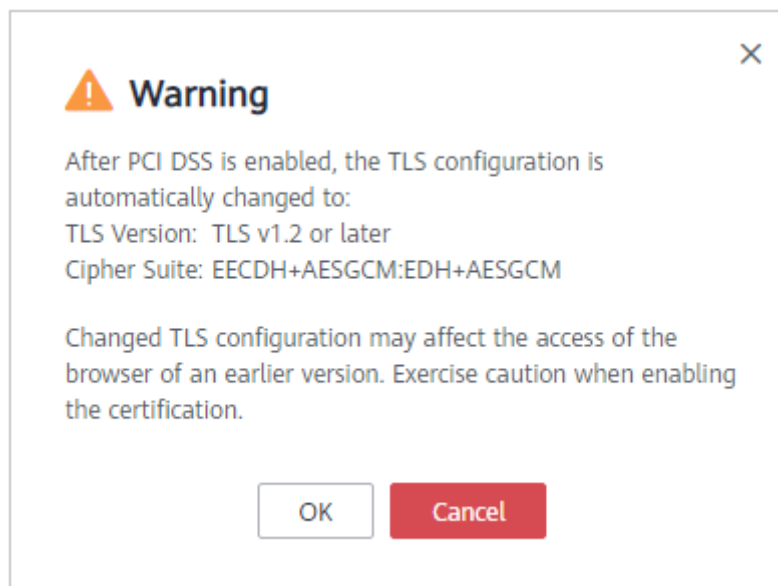 Warning
After PCI DSS is enabled, the TLS configuration is
automatically changed to:
TLS Version: TLS v1.2 or later
Cipher Suite: EECDH+AESGCM:EDH+AESGCM
Changed TLS configuration may affect the access of the
browser of an earlier version. Exercise caution when enabling
the certification.
OK
Cancel